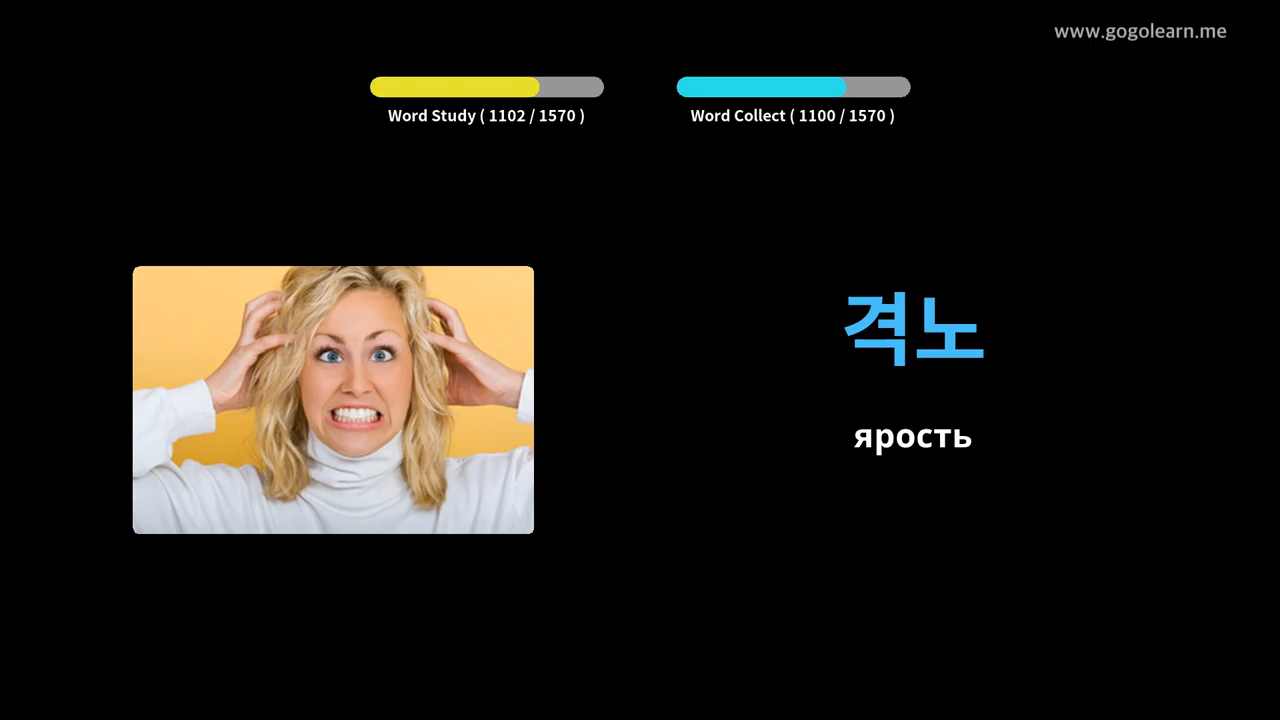 www.gogolearn.me
Word Study ( 1102 / 1570 )
Word Collect ( 1100 / 1570 )
격노
ярость